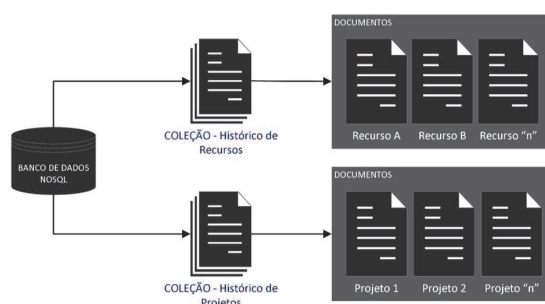 DOCUMENTOS
Recurso A
Recurso B
Recurso “n”
COLEÇÃO - Histórico de
Recursos
BANCO DE DADOS
NOSQL
DOCUMENTOS
Projeto 1
Projeto 2
Projeto “n”
COLEÇÃO - Histórico de
Projetos